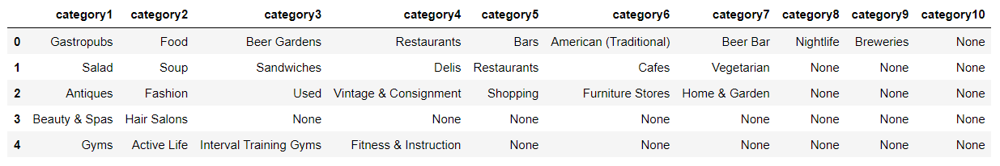 category1 category2 category3 category4 category5 category6 category7 category8 category9 category10
0 Gastropubs Food Beer Gardens Restaurants Bars American (Traditional) Beer Bar Nightlife Breweries None
1 Salad Soup Sandwiches Delis Restaurants Cafes Vegetarian None None None
2 Antiques Fashion Used Vintage & Consignment Shopping Furniture Stores Home & Garden None None None
3 Beauty & Spas Hair Salons None None None None None None None None
4 Gyms Active Life Interval Training Gyms Fitness & Instruction None None None None None None